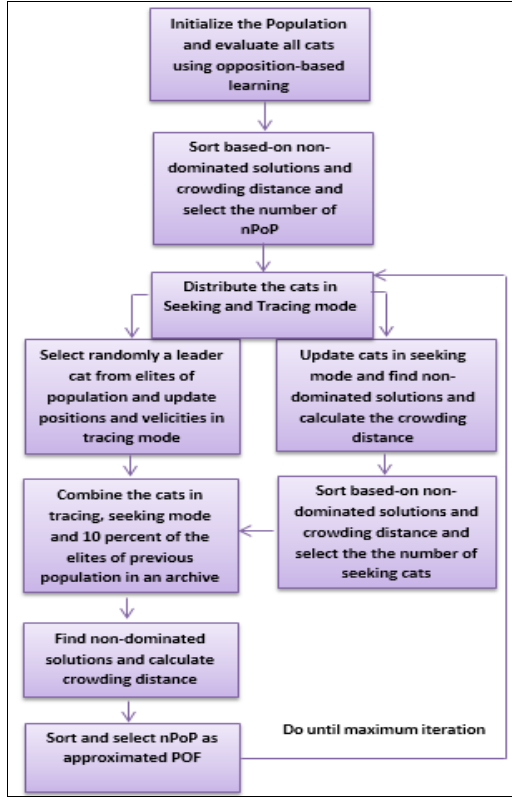 Initialize the Population
and evaluate all cats
using opposition-based
learning
Sort based-on non-
dominated solutions and
crowding distance and
select the number of
nPoP
Distribute the cats in
Seeking and Tracing mode
Select randomly a leader
cat from elites of
population and update
positions and velicities in
tracing mode
Update cats in seeking
mode and find non-
dominated solutions and
calculate the crowding
distance
Combine the cats in
tracing, seeking mode
and 10 percent of the
elites of previous
population in an archive
Sort based-on non-
dominated solutions and
crowding distance and
select the the number of
seeking cats
Find non-dominated
solutions and calculate
crowding distance
Sort and select nPoP as
approximated POF
Do until maximum iteration